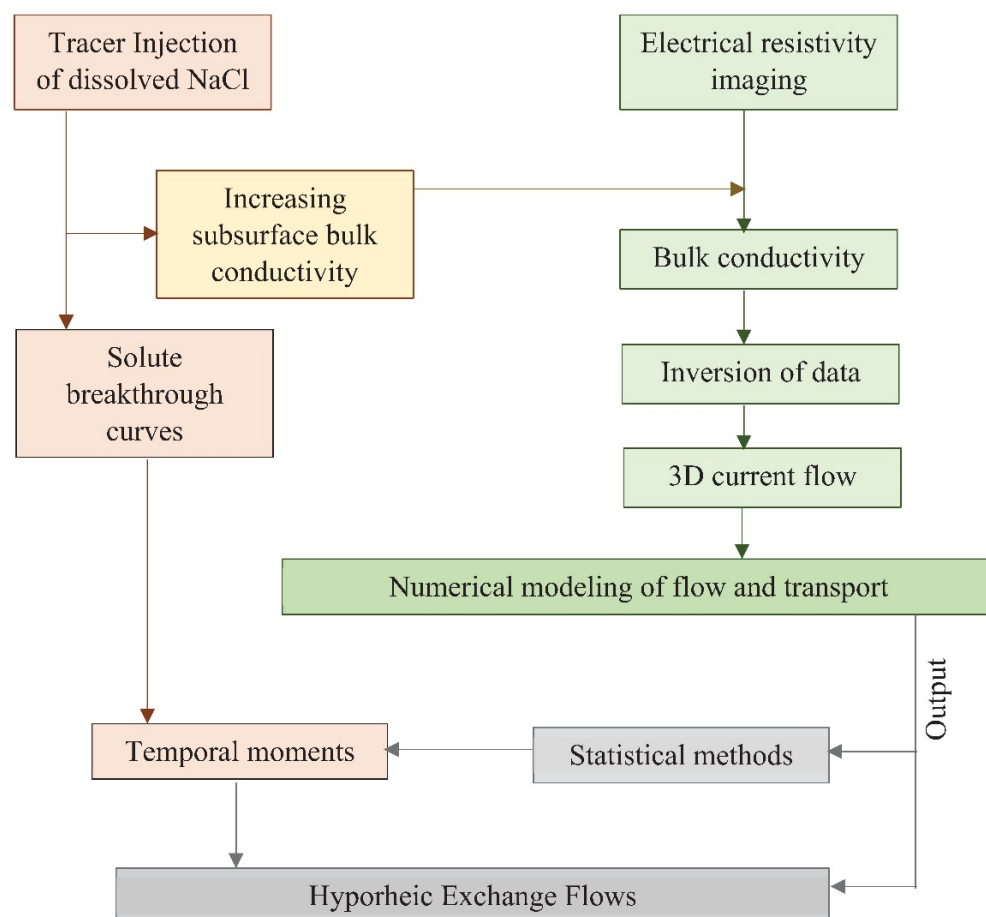 Tracer Injection
of dissolved NaCl
Electrical resistivity
imaging
Increasing
subsurface bulk
conductivity
Bulk conductivity
Solute
breakthrough
curves
Inversion of data
3D current flow
Numerical modeling of flow and transport
Output
Temporal moments
Statistical methods
Hyporheic Exchange Flows